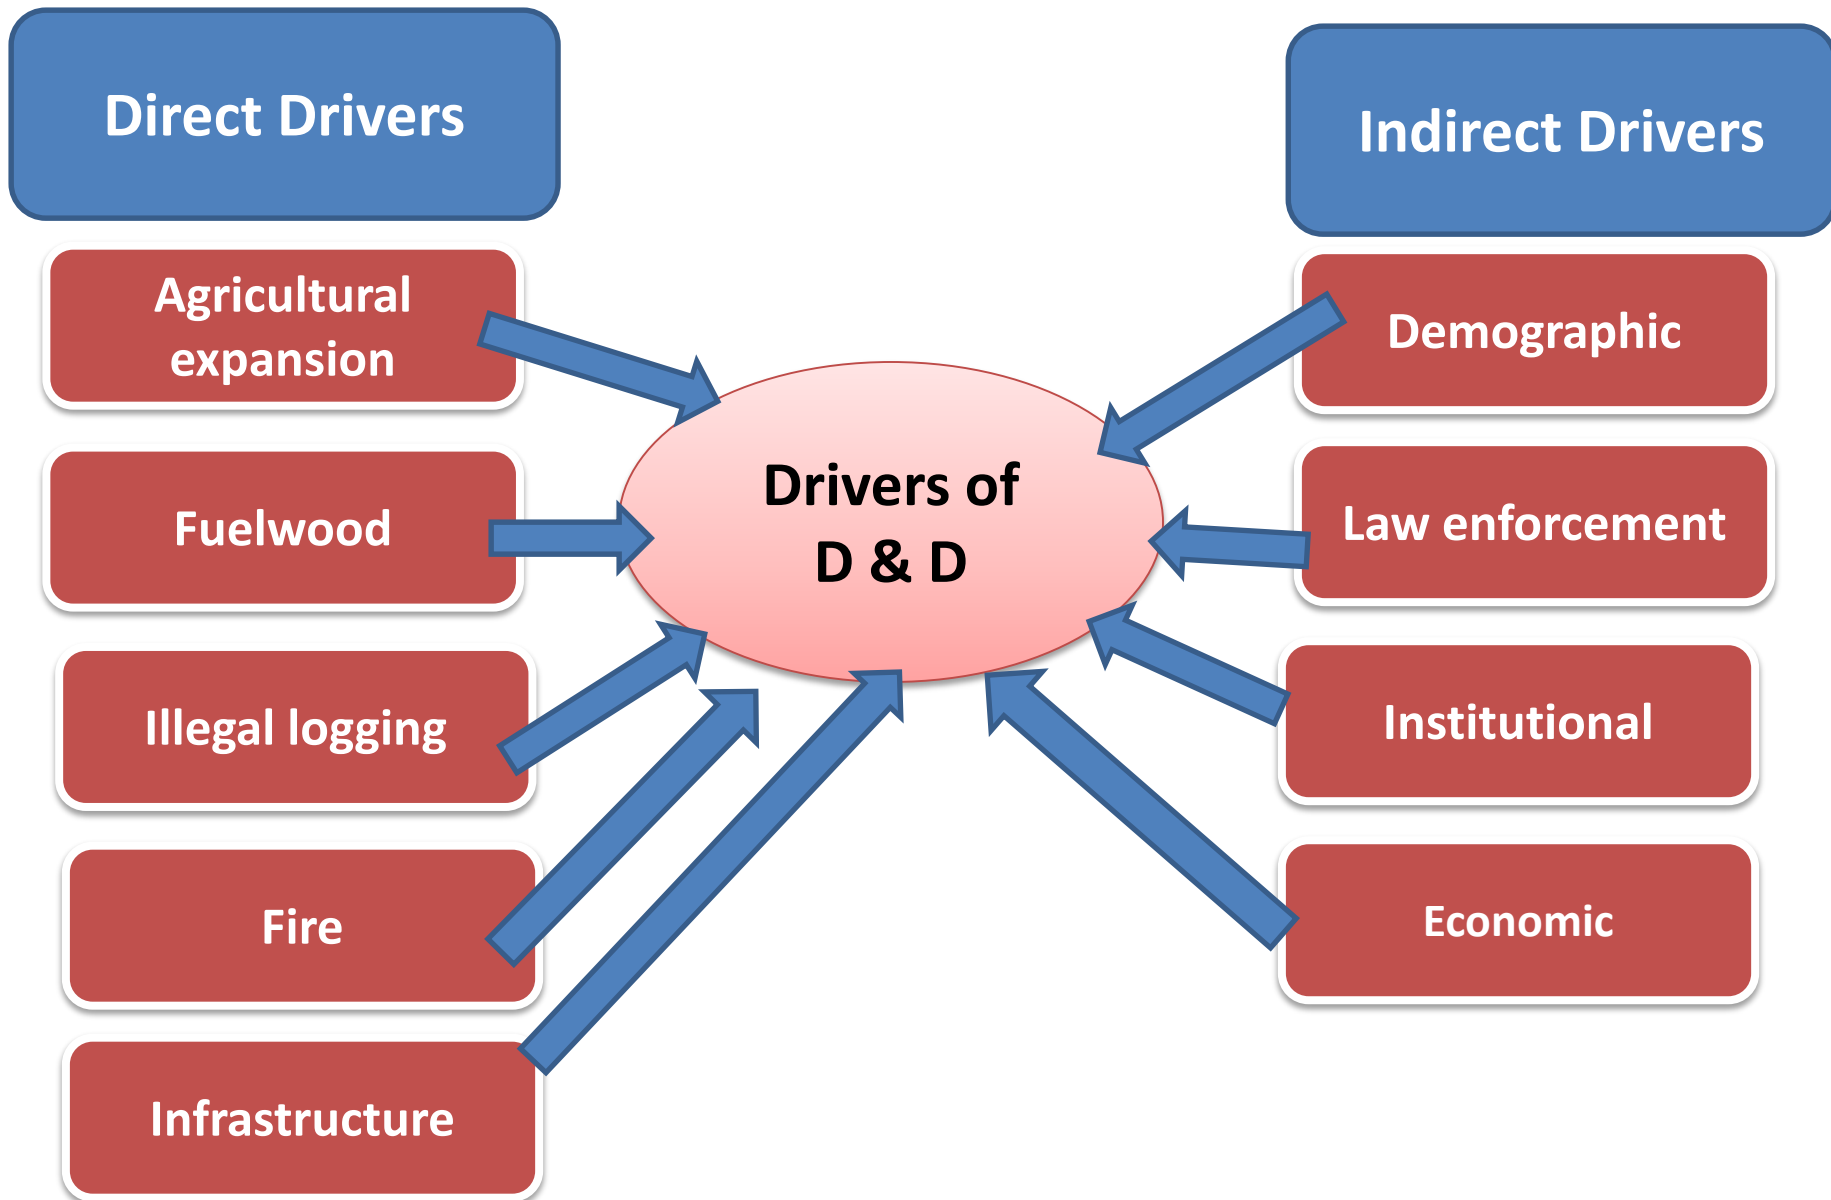 Direct Drivers
Agricultural
expansion
Fuelwood
Illegal logging
Fire
Infrastructure
Drivers of
D & D
Indirect Drivers
Demographic
Law enforcement
Institutional
Economic